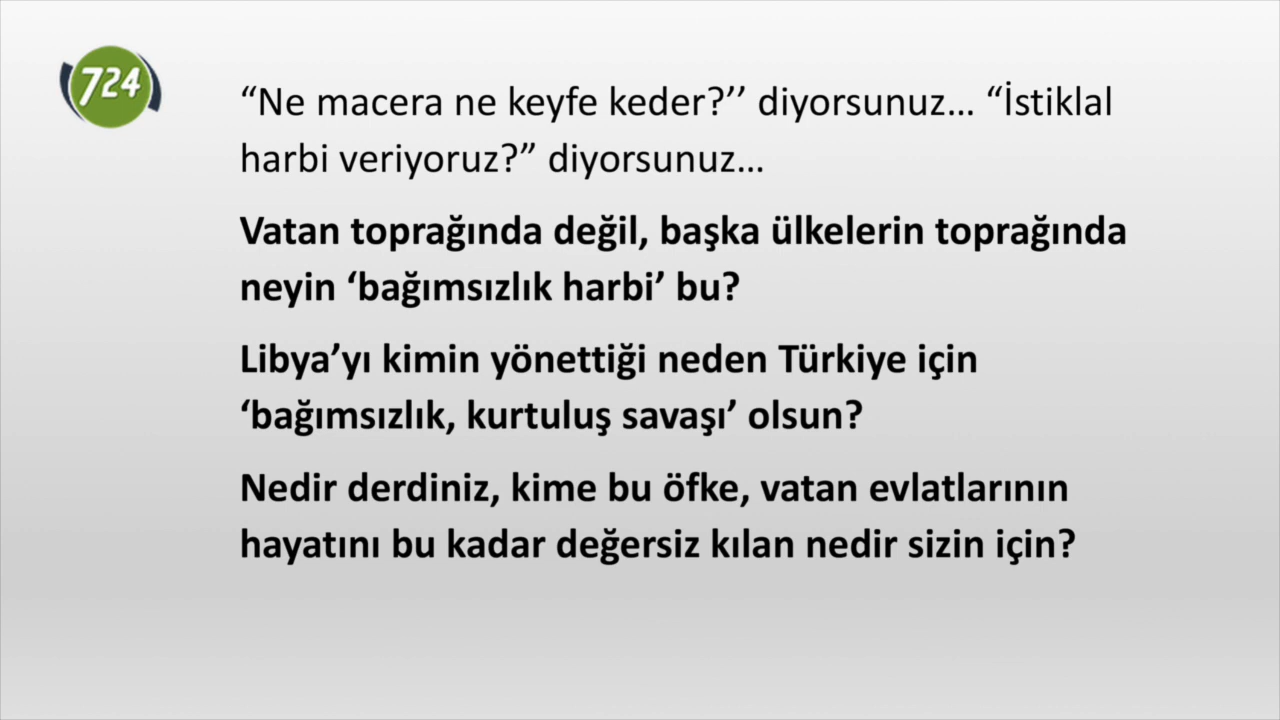 724
“Ne macera ne keyfe keder?’’ diyorsunuz… “İstiklal
harbi veriyoruz?” diyorsunuz…
Vatan toprağında değil, başka ülkelerin toprağında
neyin ‘bağımsızlık harbi’ bu?
Libya’yı kimin yönettiği neden Türkiye için
‘bağımsızlık, kurtuluş savaşı’ olsun?
Nedir derdiniz, kime bu öfke, vatan evlatlarının
hayatını bu kadar değersiz kılan nedir sizin için?